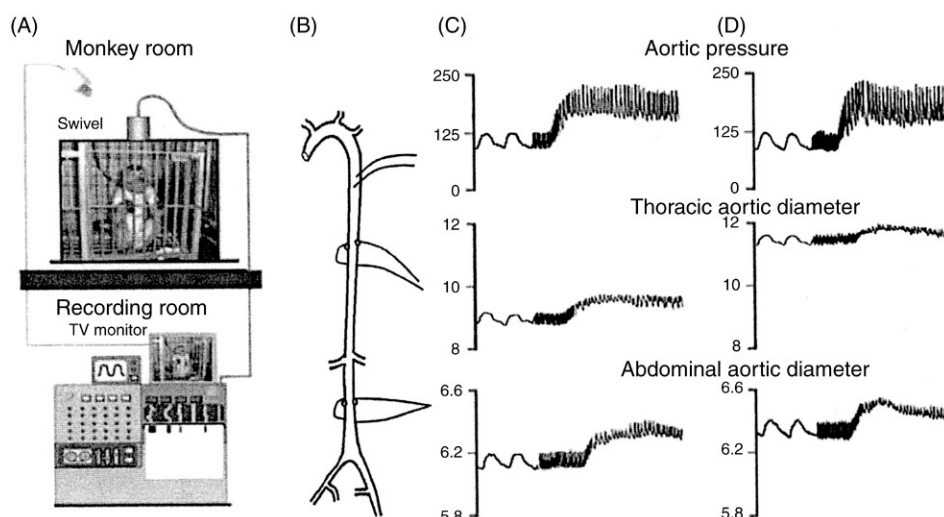 (A)
Monkey room
Swivel
Recording room
TV monitor
(B)
(C)
(D)
Aortic pressure
250
125
0
250
125
0
Thoracic aortic diameter
12
10
8
12
10
8
Abdominal aortic diameter
6.6
6.2
5.8
6.6
6.2
5.8